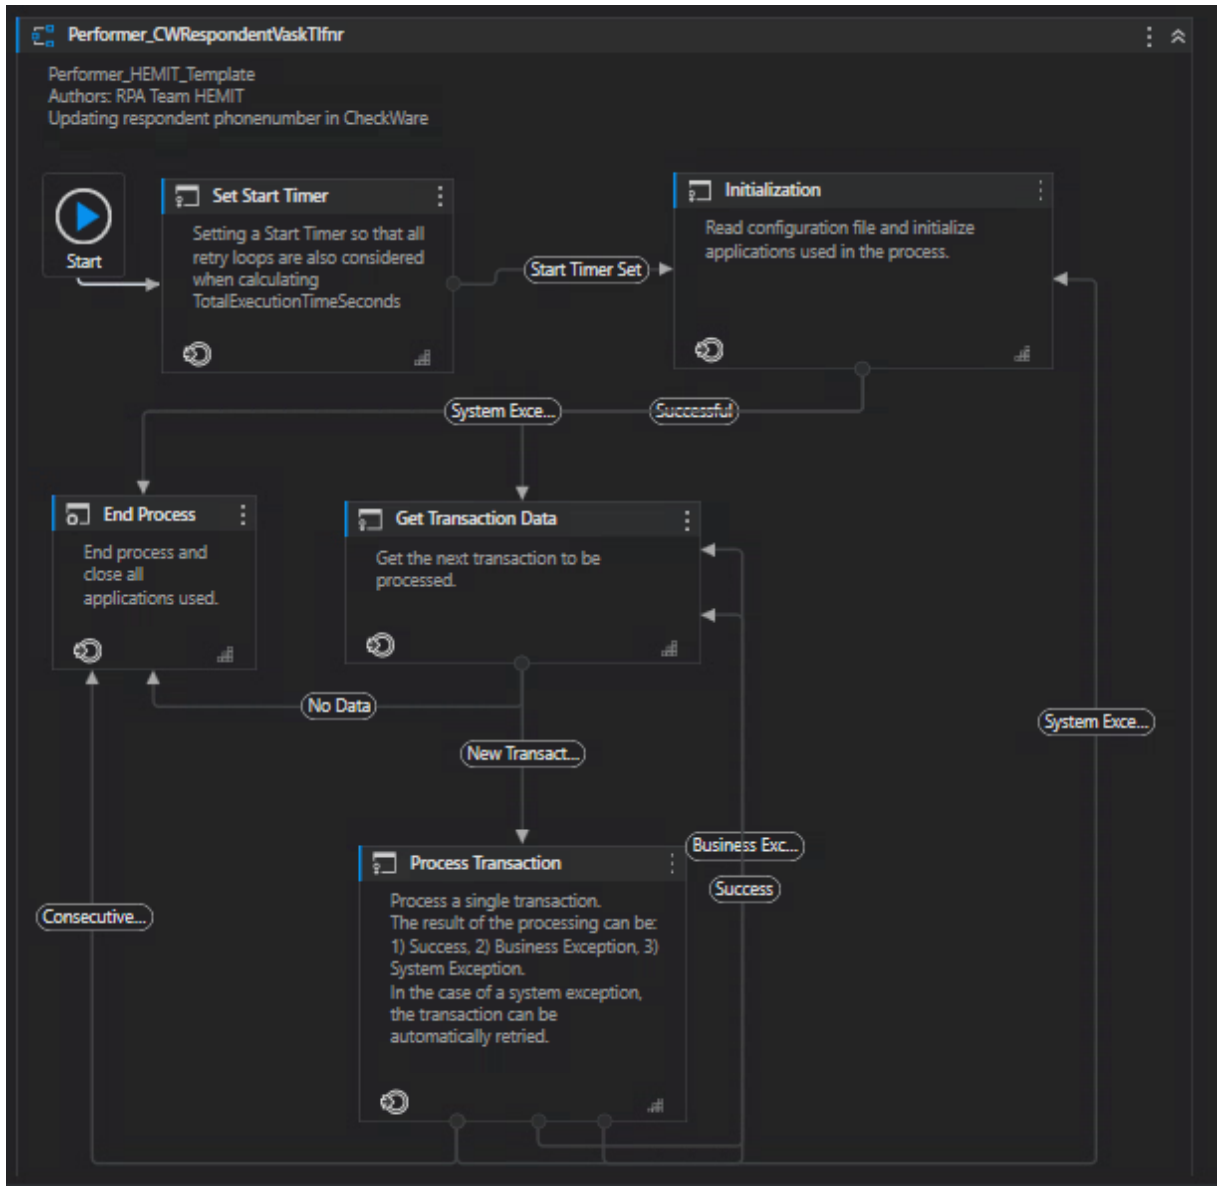 Performer_CWRespondentVaskTlfnr
Performer_HEMIT_Template
Authors: RPA Team HEMIT
Updating respondent phonenumber in CheckWare
Start
Set Start Timer
Setting a Start Timer so that all
retry loops are also considered
when calculating
TotalExecutionTimeSeconds
Start Timer Set
Initialization
Read configuration file and initialize
applications used in the process.
System Exce...
Successful
End Process
End process and
close all
applications used.
Get Transaction Data
Get the next transaction to be
processed.
No Data
New Transact...
System Exce...
Process Transaction
Process a single transaction.
The result of the processing can be:
1) Success, 2) Business Exception, 3)
System Exception.
In the case of a system exception,
the transaction can be
automatically retried.
Business Exc...
Success
Consecutive...